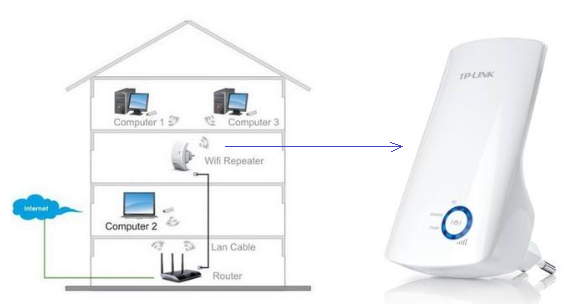 Computer 1
Computer 3
Wifi Repeater
Internet
Computer 2
Lan Cable
Router
TP-LINK